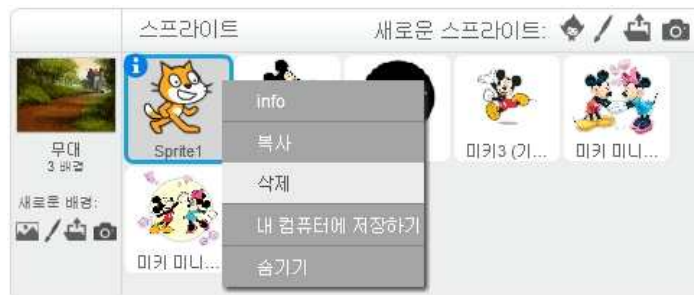 스프라이트 새로운 스프라이트:
무대
3 배경
새로운 배경:
Sprite1
info
복사
삭제
내 컴퓨터에 저장하기
숨기기
미키3 (기...
미키 미니...
미키 미니...